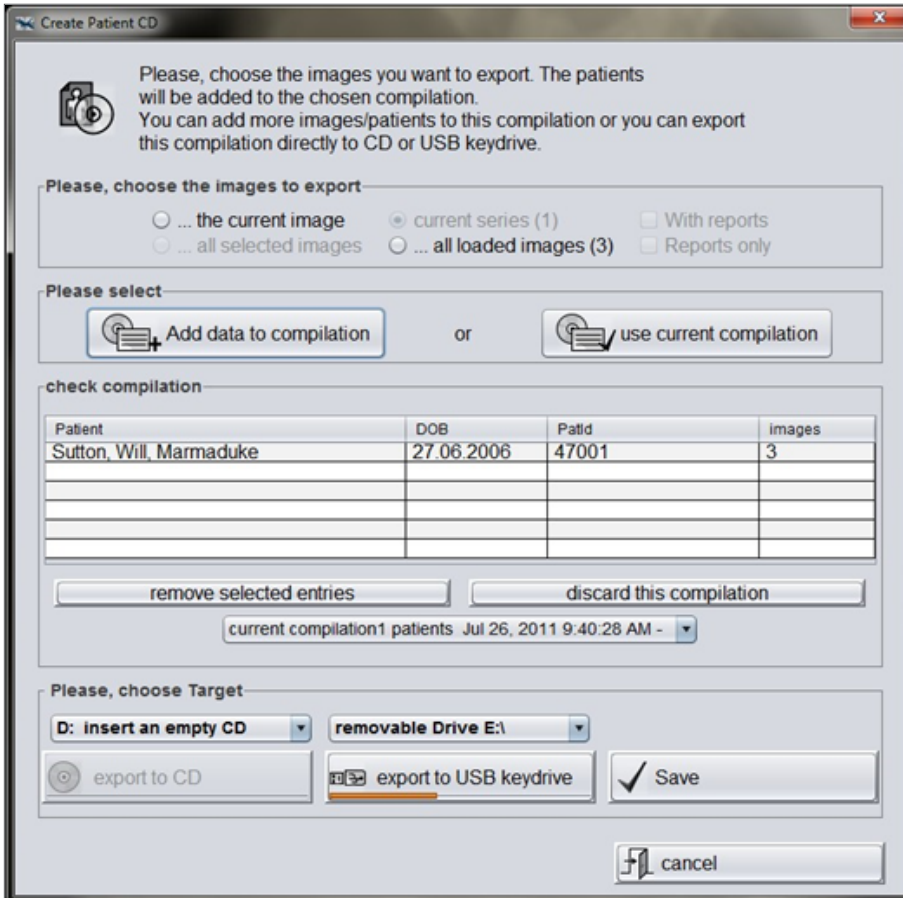 Create Patient CD
Please, choose the images you want to export. The patients
will be added to the chosen compilation.
You can add more images/patients to this compilation or you can export
this compilation directly to CD or USB keydrive.
Please, choose the images to export
... the current image current series (1) With reports
... all selected images ... all loaded images (3) Reports only
Please select
Add data to compilation or use current compilation
check compilation
Patient DOB PatId images
Sutton, Will, Marmaduke 27.06.2006 47001 3
remove selected entries discard this compilation
current compilation1 patients Jul 26, 2011 9:40:28 AM -
Please, choose Target
D: insert an empty CD removable Drive E:\
export to CD export to USB keydrive Save
cancel